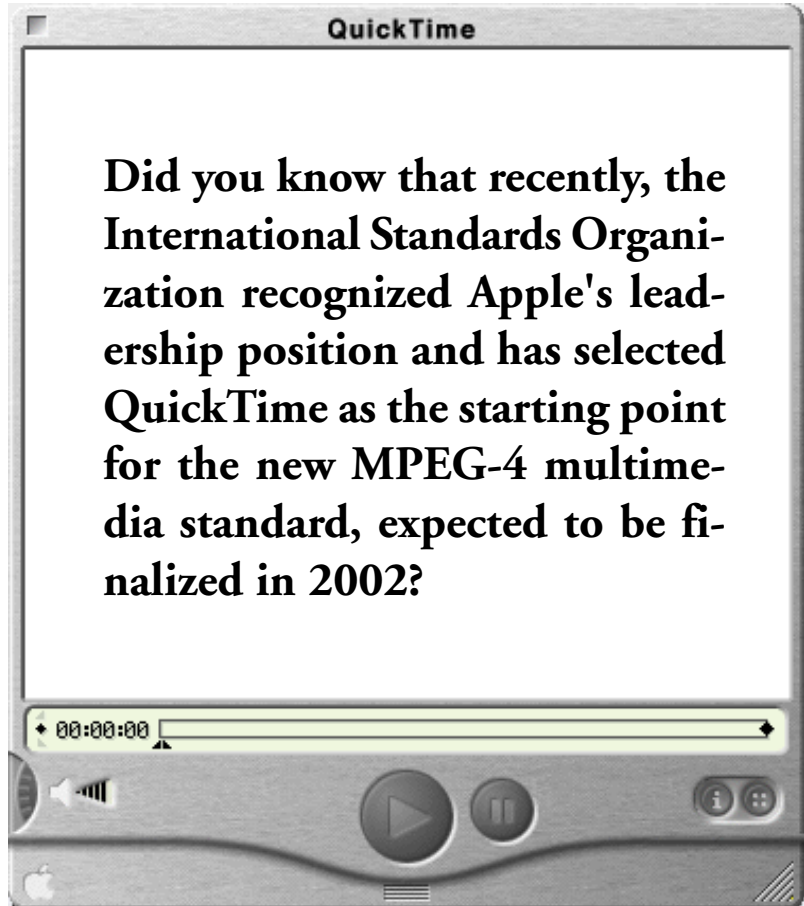 QuickTime
Did you know that recently, the
International Standards Organi-
zation recognized Apple's lead-
ership position and has selected
QuickTime as the starting point
for the new MPEG-4 multime-
dia standard, expected to be fi-
nalized in 2002?
00:00:00